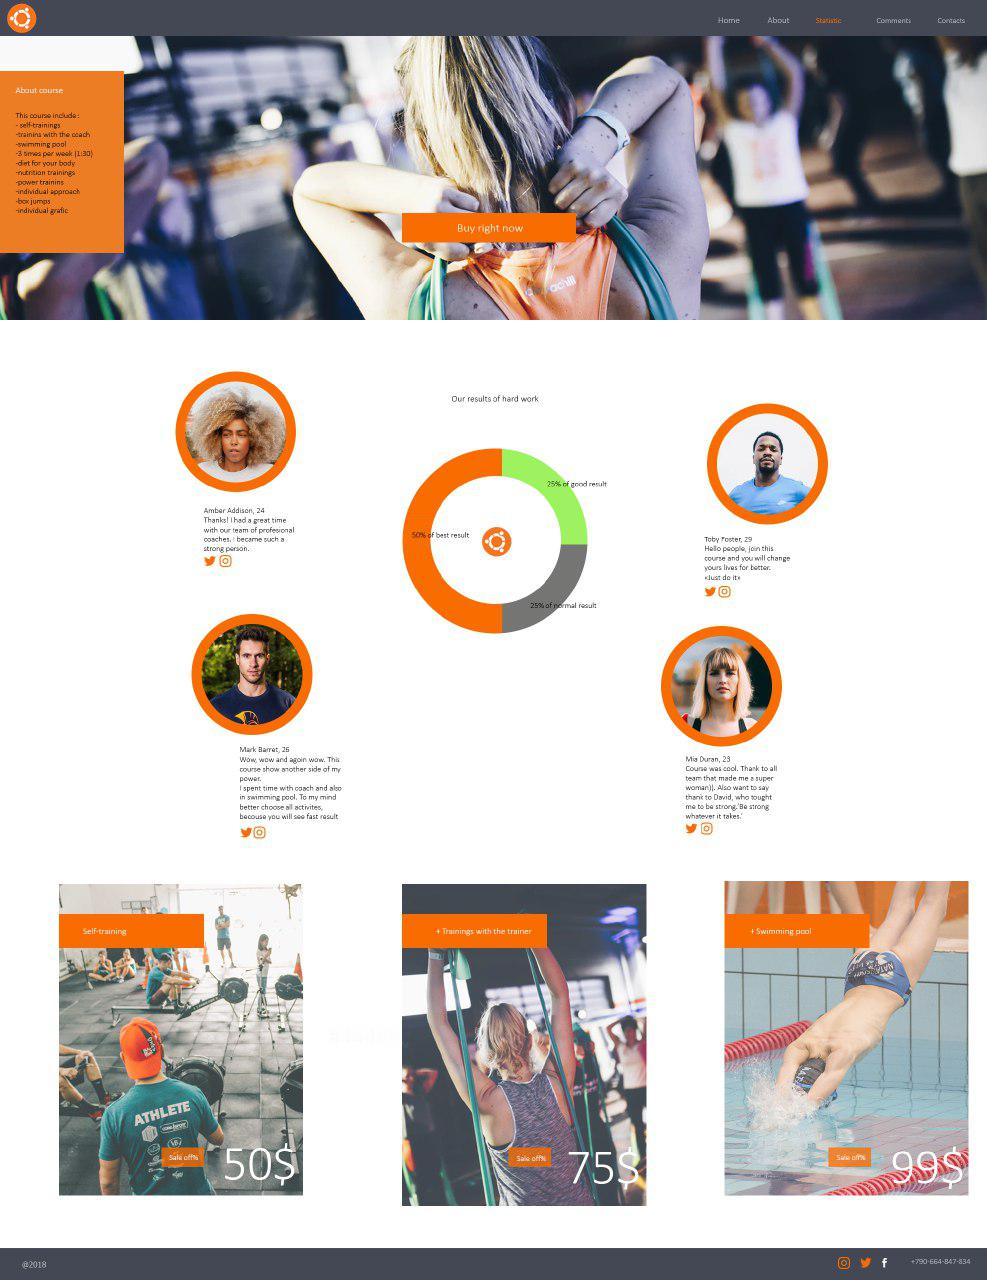 Home About Statistic Comments Contacts
About course
This course include :
- self-trainings
-trainins with the coach
-swimming pool
-3 times per week (1:30)
-diet for your body
-nutrition trainings
-power trainins
-individual approach
-box jumps
-individual grafic
Buy right now
Our results of hard work
25% of good result
50% of best result
25% of normal result
Amber Addison, 24
Thanks! I had a great time
with our team of profesional
coaches. I became such a
strong person.
Toby Foster, 29
Hello people, join this
course and you will change
yours lives for better.
«Just do it»
Mark Barret, 26
Wow, wow and agoin wow. This
course show another side of my
power.
I spent time with coach and also
in swimming pool. To my mind
better choose all activites,
becouse you will see fast result
Mia Duran, 23
Course was cool. Thank to all
team that made me a super
woman)). Also want to say
thank to David, who tought
me to be strong.'Be strong
whatever it takes.'
Self-training
ATHLETE
Sale off%
50$
+ Trainings with the trainer
Sale off%
75$
+ Swimming pool
Sale off%
99$
@2018
+790-664-847-834